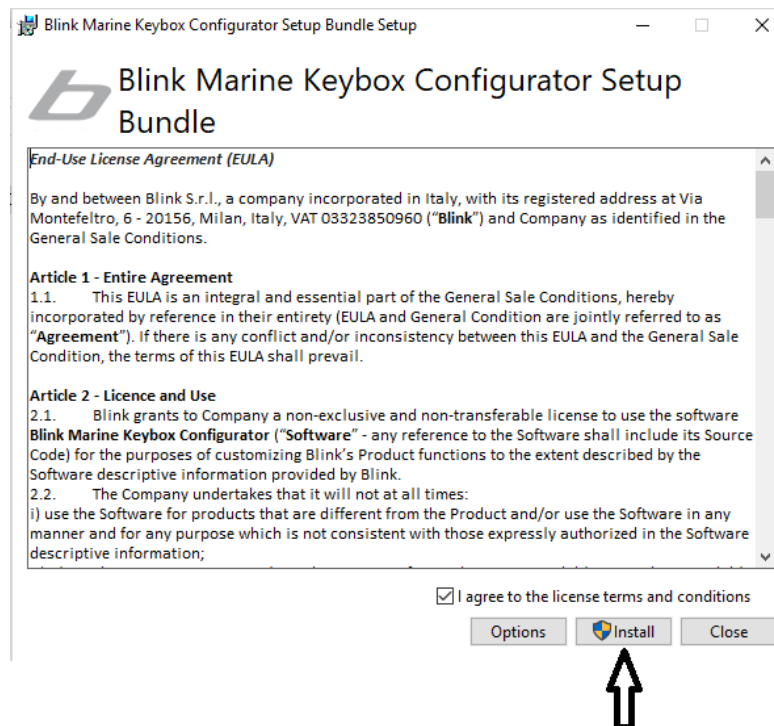 Blink Marine Keybox Configurator Setup Bundle Setup
Blink Marine Keybox Configurator Setup
Bundle
End-Use License Agreement (EULA)
By and between Blink S.r.l., a company incorporated in Italy, with its registered address at Via
Montefeltro, 6 - 20156, Milan, Italy, VAT 03323850960 (“Blink”) and Company as identified in the
General Sale Conditions.
Article 1 - Entire Agreement
1.1. This EULA is an integral and essential part of the General Sale Conditions, hereby
incorporated by reference in their entirety (EULA and General Condition are jointly referred to as
“Agreement”). If there is any conflict and/or inconsistency between this EULA and the General Sale
Condition, the terms of this EULA shall prevail.
Article 2 - Licence and Use
2.1. Blink grants to Company a non-exclusive and non-transferable license to use the software
Blink Marine Keybox Configurator (“Software” - any reference to the Software shall include its Source
Code) for the purposes of customizing Blink’s Product functions to the extent described by the
Software descriptive information provided by Blink.
2.2. The Company undertakes that it will not at all times:
i) use the Software for products that are different from the Product and/or use the Software in any
manner and for any purpose which is not consistent with those expressly authorized in the Software
descriptive information;
I agree to the license terms and conditions
Options Install Close